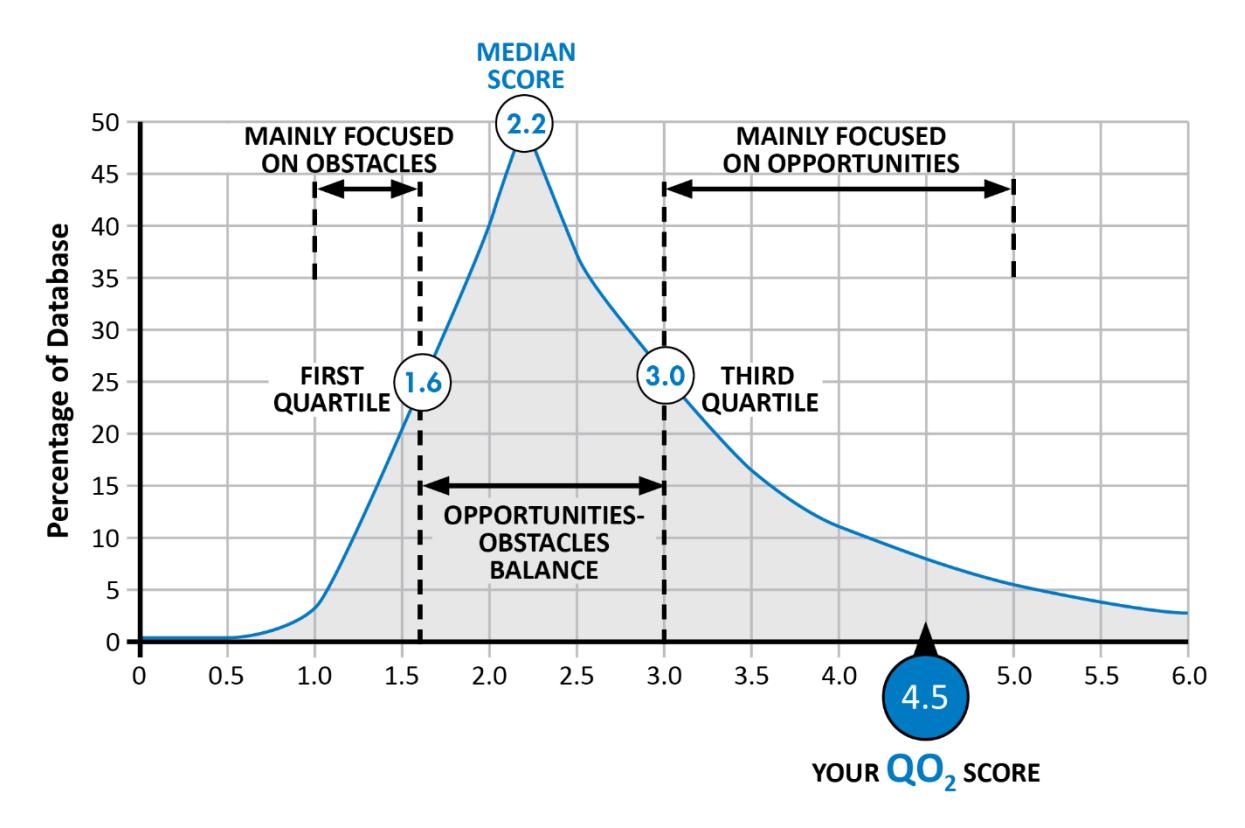 MEDIAN
SCORE
2.2
MAINLY FOCUSED
ON OBSTACLES
MAINLY FOCUSED
ON OPPORTUNITIES
Percentage of Database
50
45
40
35
30
25
20
15
10
5
0
FIRST
QUARTILE
1.6
3.0
THIRD
QUARTILE
OPPORTUNITIES-
OBSTACLES
BALANCE
0 0.5 1.0 1.5 2.0 2.5 3.0 3.5 4.0 5.0 5.5 6.0
4.5
YOUR QO₂ SCORE